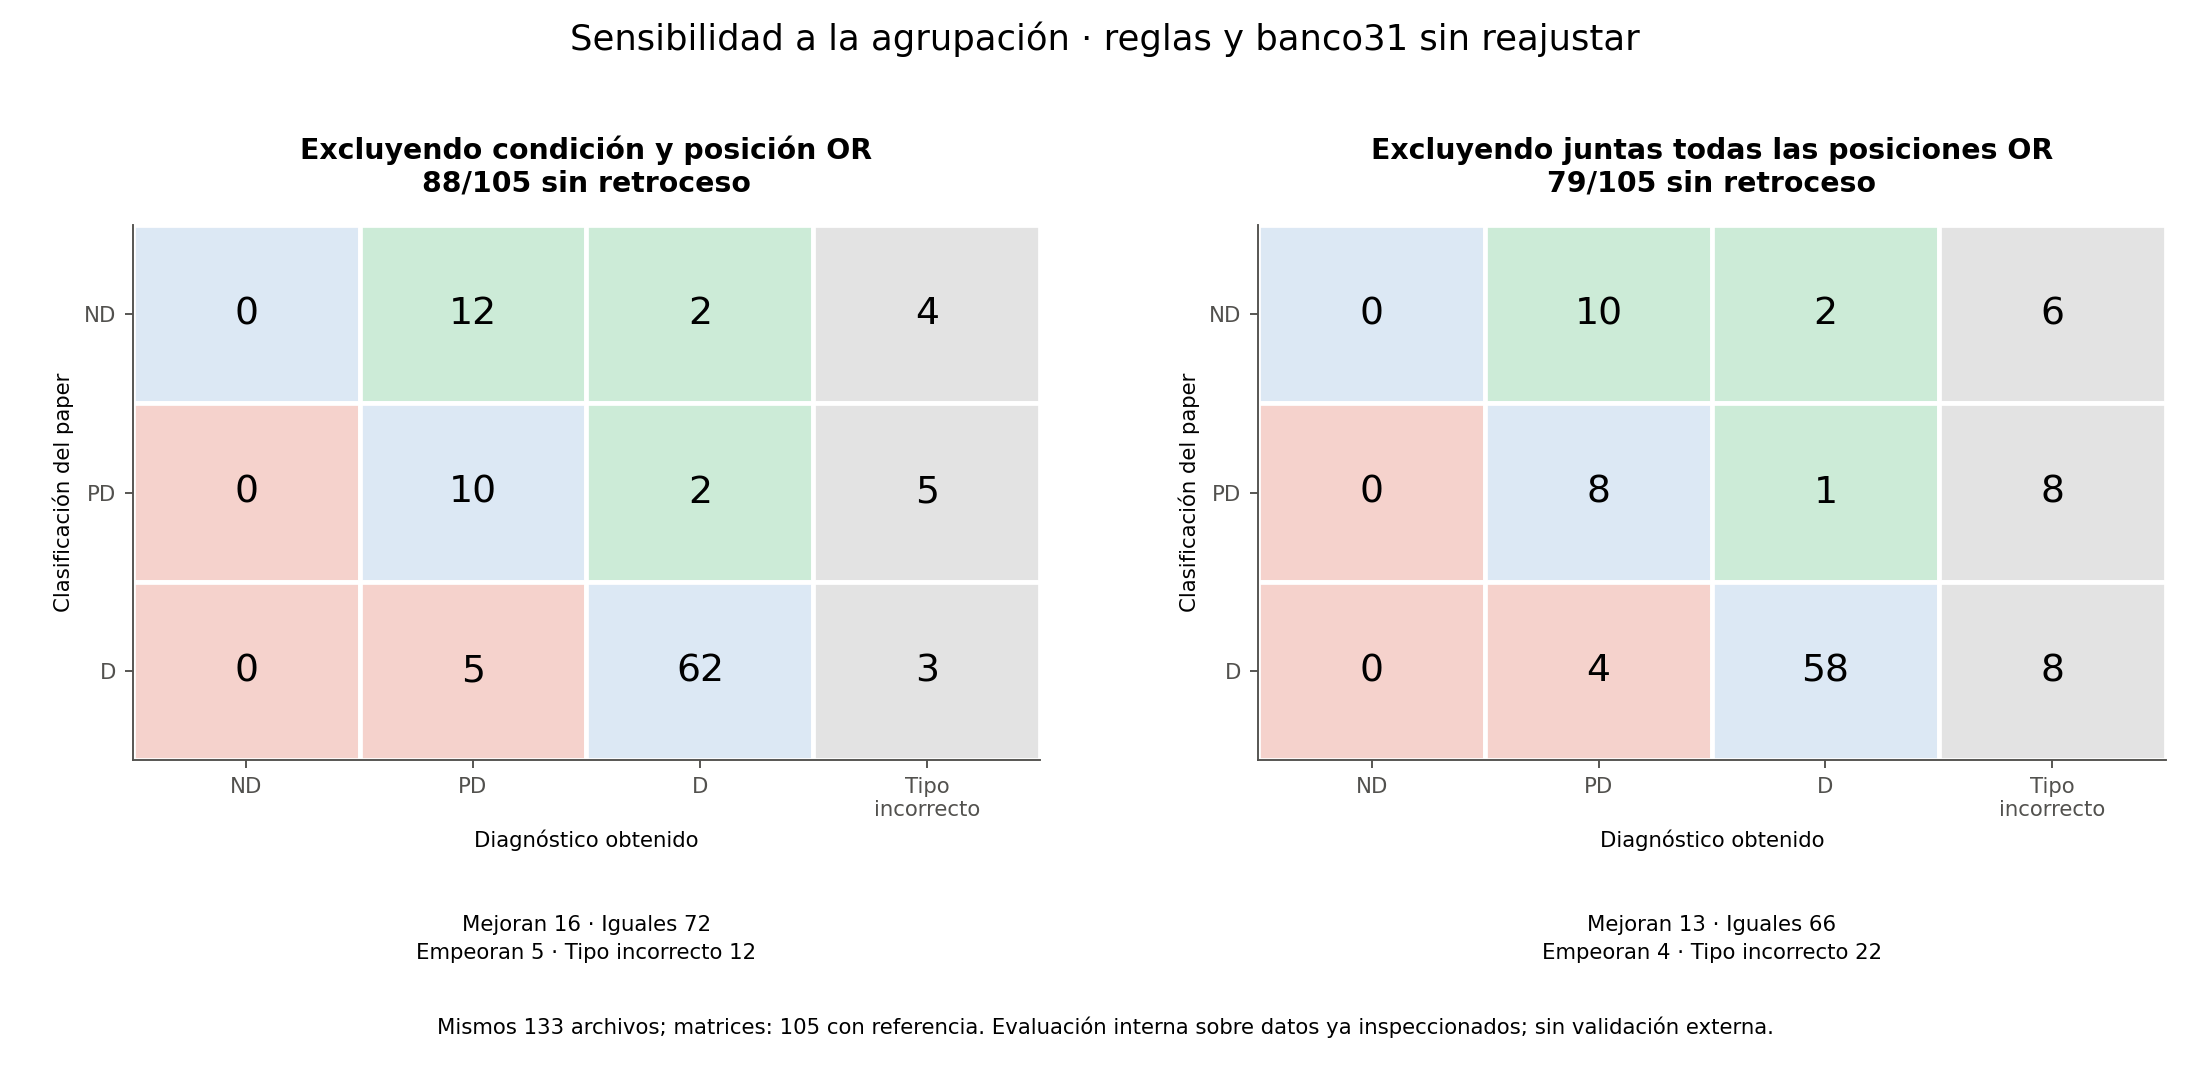 Sensibilidad a la agrupación · reglas y banco31 sin reajustar
Excluyendo condición y posición OR
88/105 sin retroceso
Clasificación del paper
ND 0 12 2 4
PD 0 10 2 5
D 0 5 62 3
ND PD D Tipo
incorrecto
Diagnóstico obtenido
Mejoran 16 · Iguales 72
Empeoran 5 · Tipo incorrecto 12
Excluyendo juntas todas las posiciones OR
79/105 sin retroceso
Clasificación del paper
ND 0 10 2 6
PD 0 8 1 8
D 0 4 58 8
ND PD D Tipo
incorrecto
Diagnóstico obtenido
Mejoran 13 · Iguales 66
Empeoran 4 · Tipo incorrecto 22
Mismos 133 archivos; matrices: 105 con referencia. Evaluación interna sobre datos ya inspeccionados; sin validación externa.